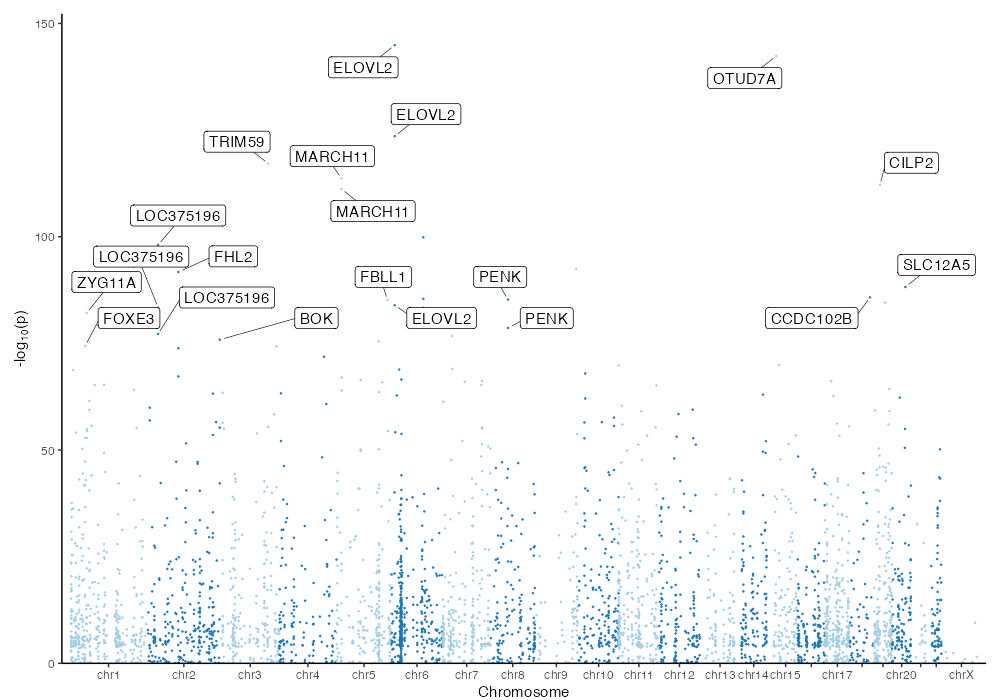 150
ELOVL2
OTUD7A
ELOVL2
TRIM59
MARCH11
CILP2
MARCH11
LOC375196
100
LOC375196
FHL2
SLC12A5
ZYG11A
FBLL1
PENK
LOC375196
FOXE3
BOK
ELOVL2
PENK
CCDC102B
-log10(p)
50
0
chr1 chr2 chr3 chr4 chr5 chr6 chr7 chr8 chr9 chr10 chr11 chr12 chr13 chr14 chr15 chr17 chr20 chrX
Chromosome